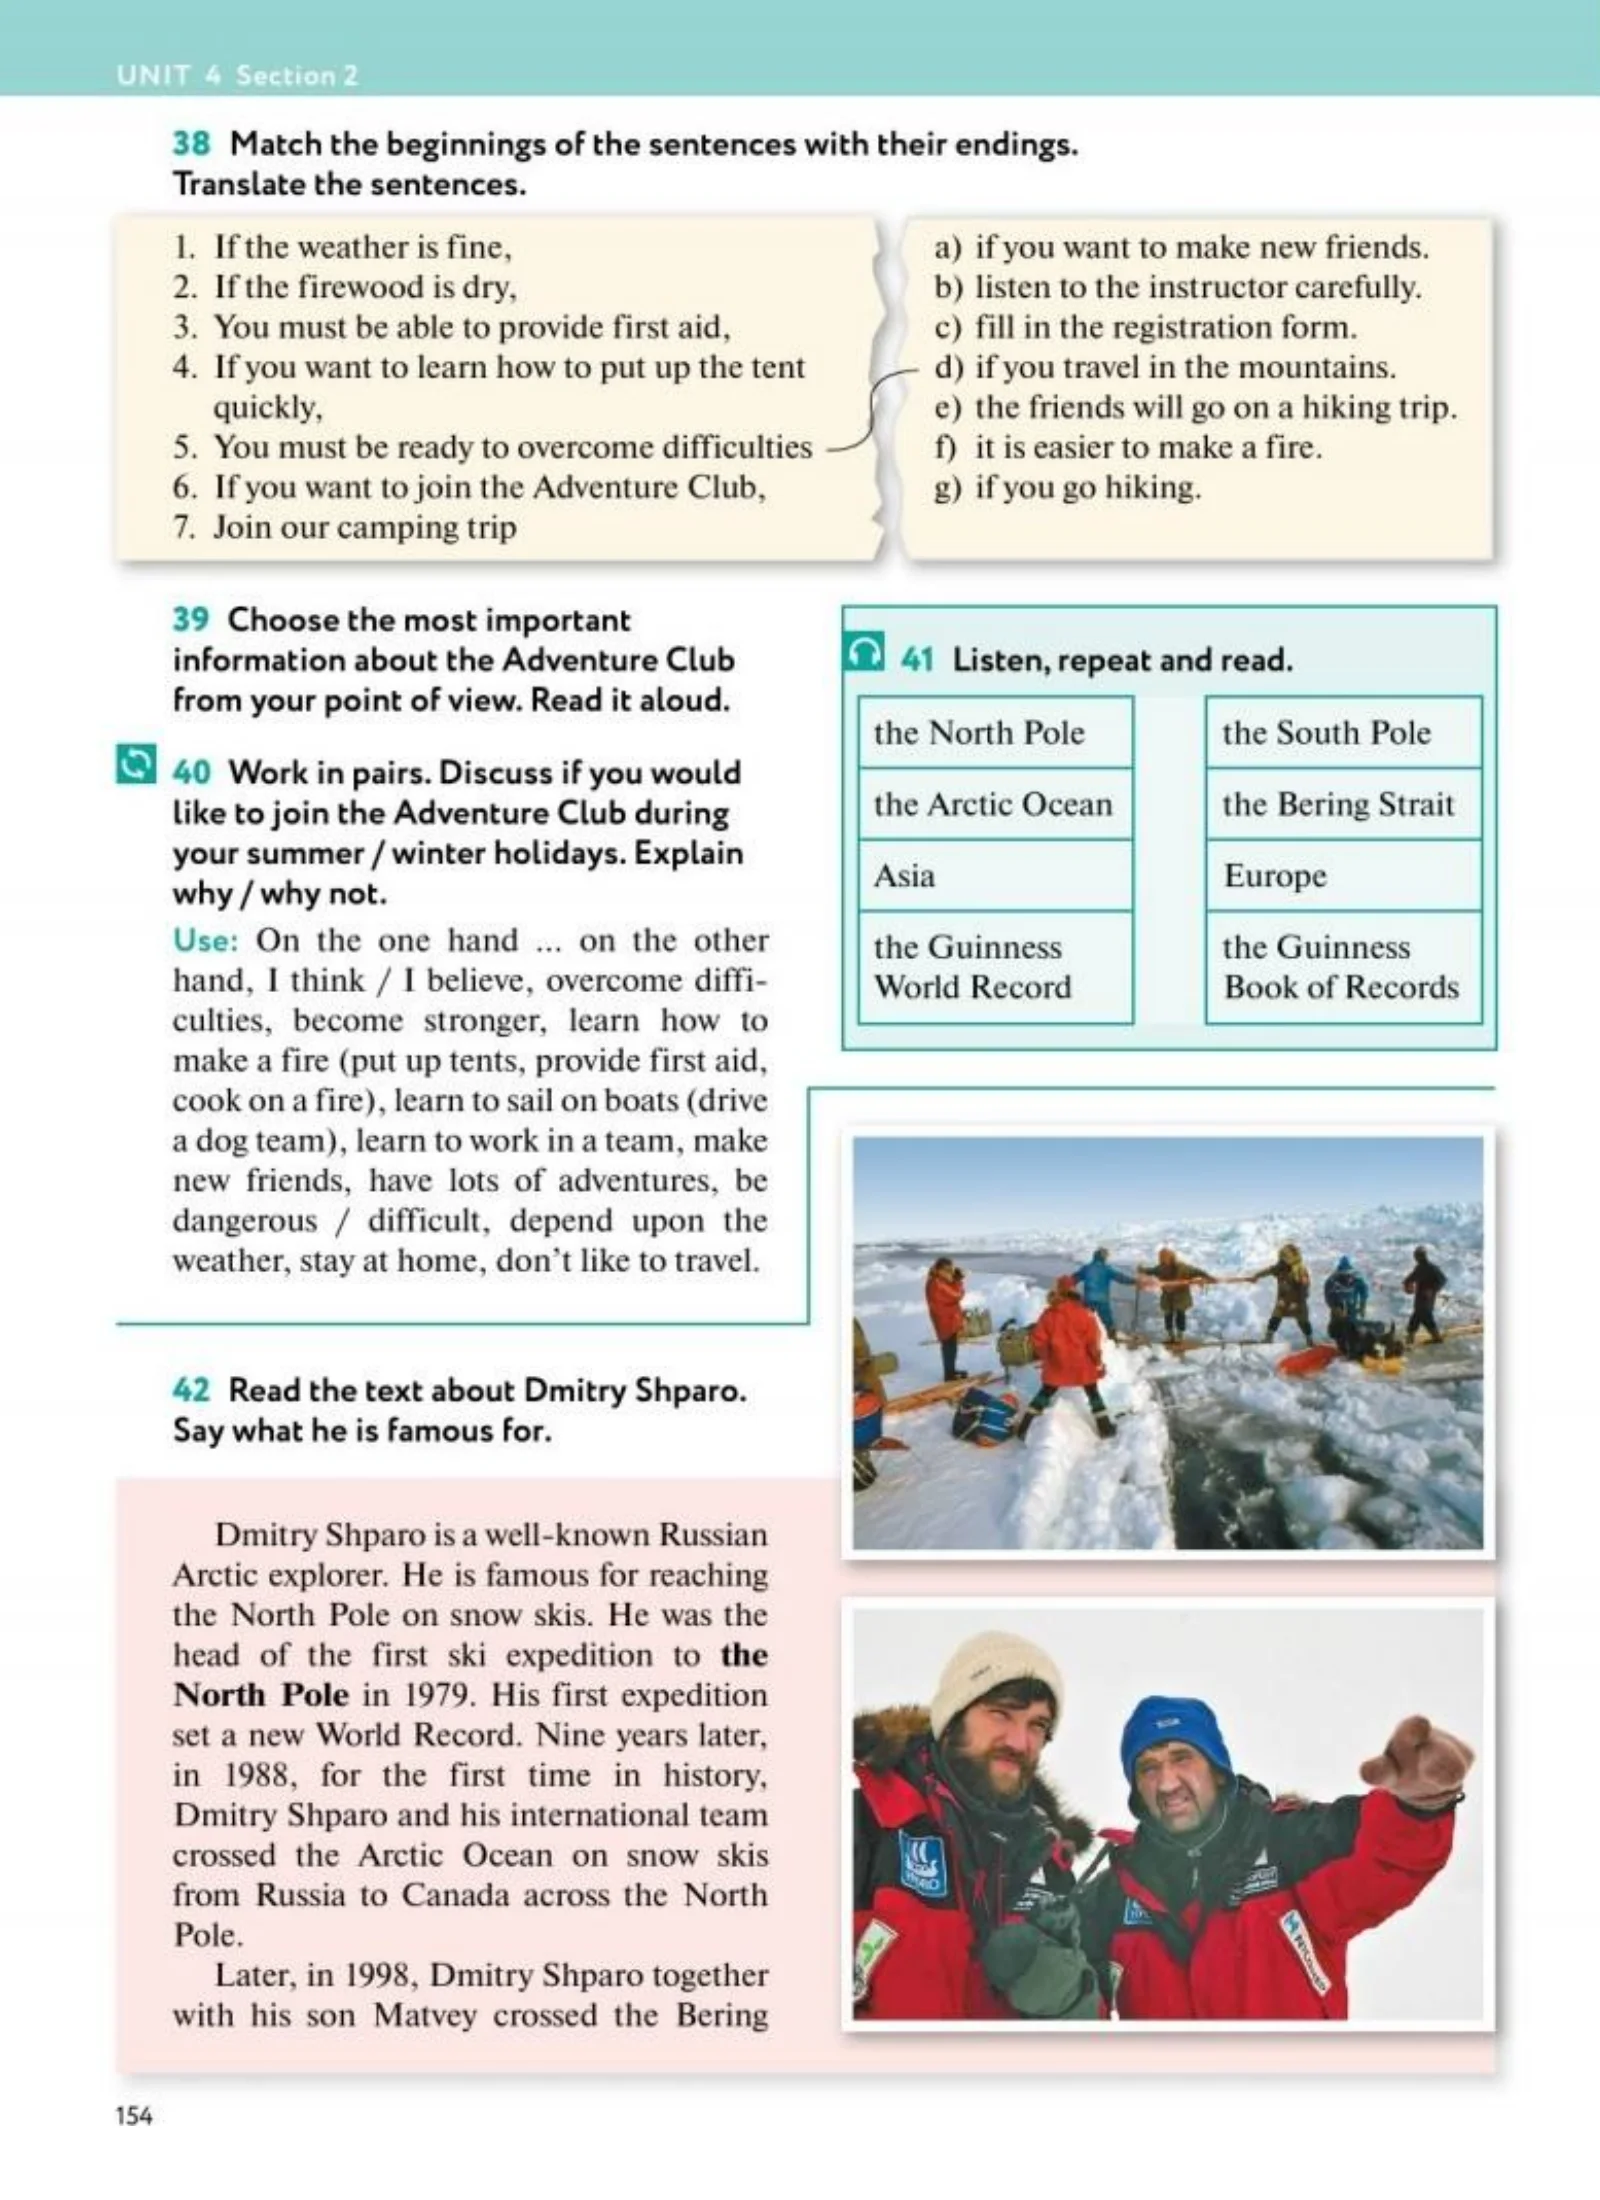 UNIT 4 Section 2
38 Match the beginnings of the sentences with their endings.
Translate the sentences.
1. If the weather is fine,
2. If the firewood is dry,
3. You must be able to provide first aid,
4. If you want to learn how to put up the tent
quickly,
5. You must be ready to overcome difficulties
6. If you want to join the Adventure Club,
7. Join our camping trip
a) if you want to make new friends.
b) listen to the instructor carefully.
c) fill in the registration form.
d) if you travel in the mountains.
e) the friends will go on a hiking trip.
f) it is easier to make a fire.
g) if you go hiking.
39 Choose the most important
information about the Adventure Club
from your point of view. Read it aloud.
40 Work in pairs. Discuss if you would
like to join the Adventure Club during
your summer / winter holidays. Explain
why / why not.
Use: On the one hand ... on the other
hand, I think / I believe, overcome diffi-
culties, become stronger, learn how to
make a fire (put up tents, provide first aid,
cook on a fire), learn to sail on boats (drive
a dog team), learn to work in a team, make
new friends, have lots of adventures, be
dangerous / difficult, depend upon the
weather, stay at home, don't like to travel.
41 Listen, repeat and read.
the North Pole
the South Pole
the Arctic Ocean
the Bering Strait
Asia
Europe
the Guinness
World Record
the Guinness
Book of Records
42 Read the text about Dmitry Shparo.
Say what he is famous for.
Dmitry Shparo is a well-known Russian
Arctic explorer. He is famous for reaching
the North Pole on snow skis. He was the
head of the first ski expedition to the
North Pole in 1979. His first expedition
set a new World Record. Nine years later,
in 1988, for the first time in history,
Dmitry Shparo and his international team
crossed the Arctic Ocean on snow skis
from Russia to Canada across the North
Pole.
Later, in 1998, Dmitry Shparo together
with his son Matvey crossed the Bering
154